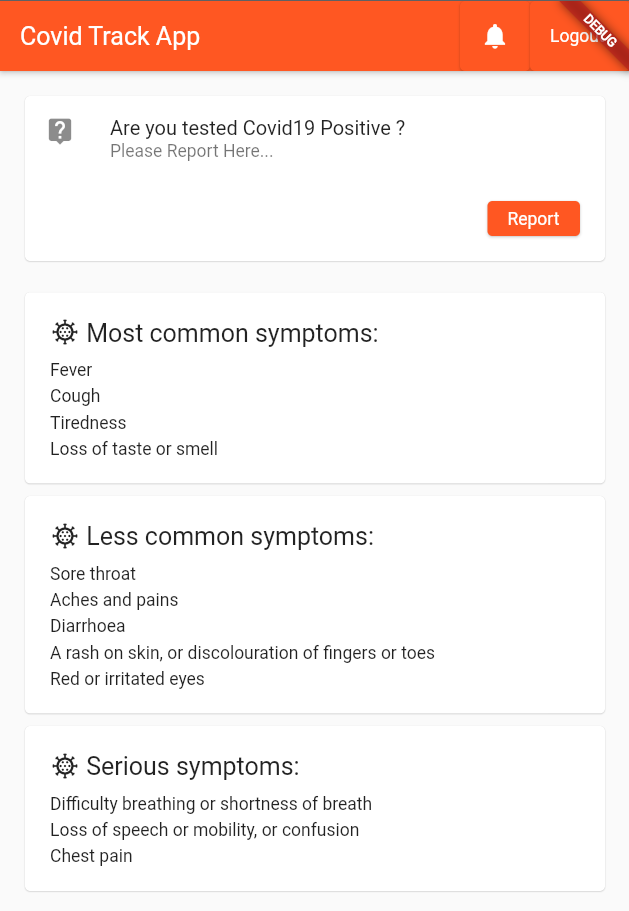 Covid Track App
Logou
DEBUG
Are you tested Covid19 Positive ?
Please Report Here...
Report
Most common symptoms:
Fever
Cough
Tiredness
Loss of taste or smell
Less common symptoms:
Sore throat
Aches and pains
Diarrhoea
A rash on skin, or discolouration of fingers or toes
Red or irritated eyes
Serious symptoms:
Difficulty breathing or shortness of breath
Loss of speech or mobility, or confusion
Chest pain